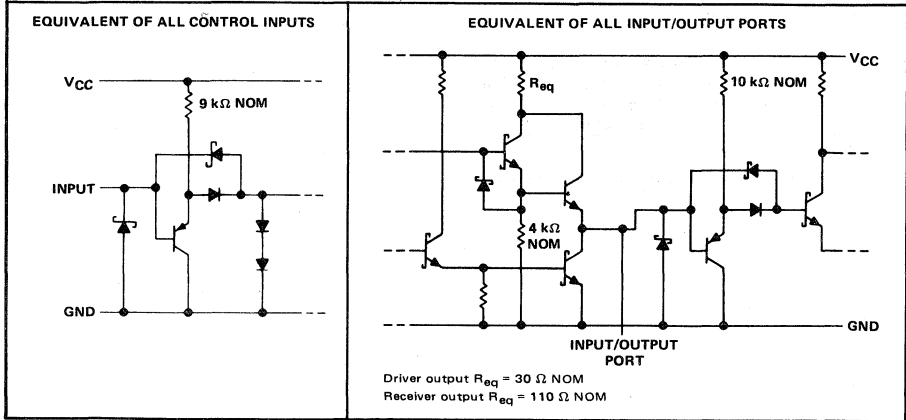 EQUIVALENT OF ALL CONTROL INPUTS
VCC
9 kΩ NOM
INPUT
GND
EQUIVALENT OF ALL INPUT/OUTPUT PORTS
VCC
Req
10 kΩ NOM
4 kΩ
NOM
GND
INPUT/OUTPUT
PORT
Driver output Req = 30 Ω NOM
Receiver output Req = 110 Ω NOM